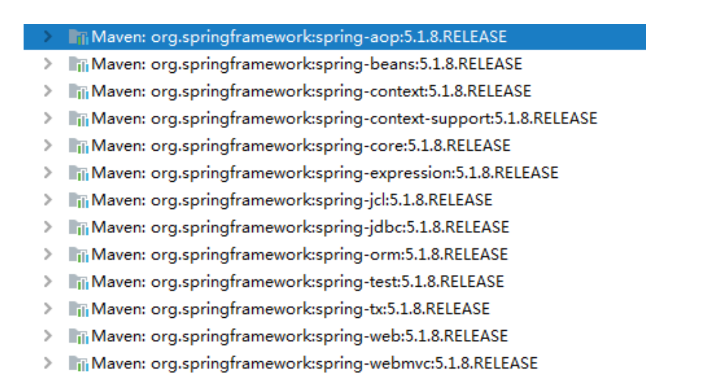 Maven: org.springframework:spring-aop:5.1.8.RELEASE
Maven: org.springframework:spring-beans:5.1.8.RELEASE
Maven: org.springframework:spring-context:5.1.8.RELEASE
Maven: org.springframework:spring-context-support:5.1.8.RELEASE
Maven: org.springframework:spring-core:5.1.8.RELEASE
Maven: org.springframework:spring-expression:5.1.8.RELEASE
Maven: org.springframework:spring-jcl:5.1.8.RELEASE
Maven: org.springframework:spring-jdbc:5.1.8.RELEASE
Maven: org.springframework:spring-orm:5.1.8.RELEASE
Maven: org.springframework:spring-test:5.1.8.RELEASE
Maven: org.springframework:spring-tx:5.1.8.RELEASE
Maven: org.springframework:spring-web:5.1.8.RELEASE
Maven: org.springframework:spring-webmvc:5.1.8.RELEASE